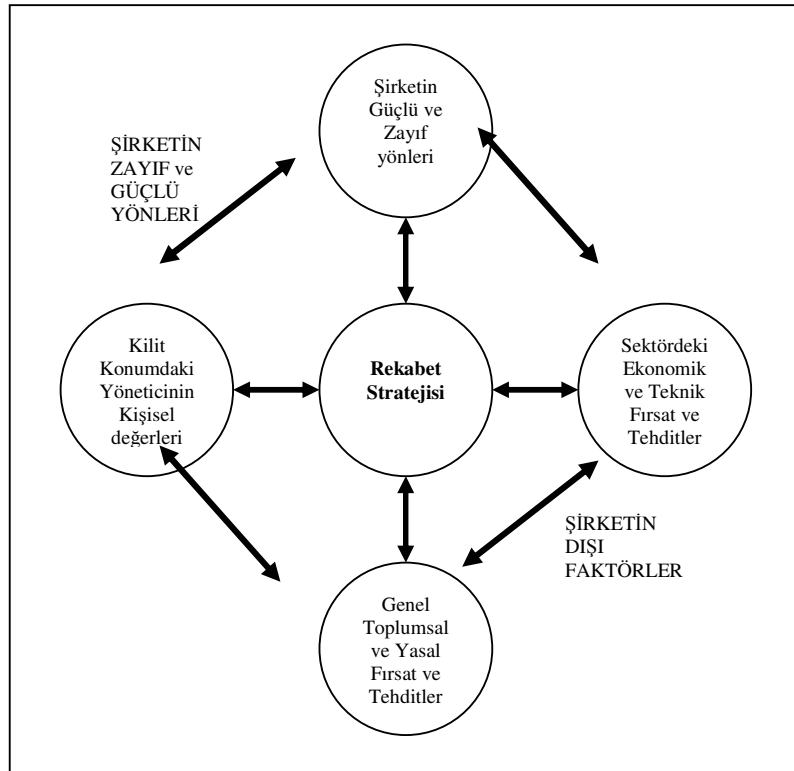 Şirketin
Güçlü ve
Zayıf
yönleri
ŞİRKETİN
ZAYIF ve
GÜÇLÜ
YÖNLERİ
Kilit
Konumdaki
Yöneticinin
Kişisel
değerleri
Rekabet
Stratejisi
Sektördeki
Ekonomik
ve Teknik
Fırsat ve
Tehditler
ŞİRKETİN
DIŞI
FAKTÖRLER
Genel
Toplumsal
ve Yasal
Fırsat ve
Tehditler